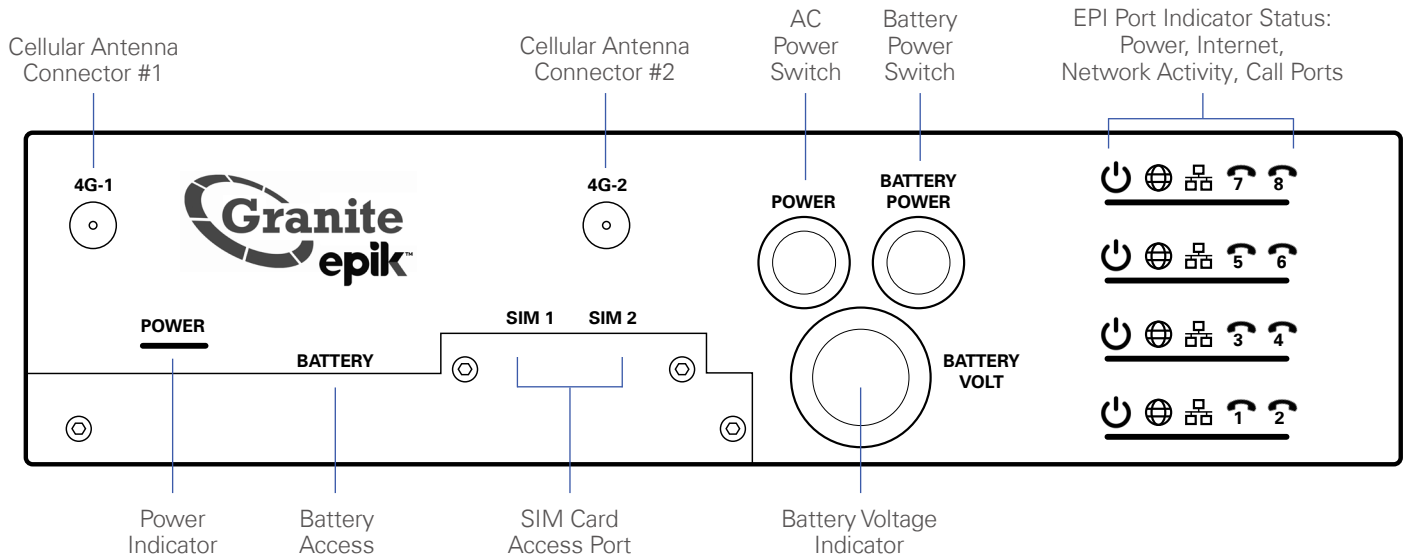 AC
Power
Switch
Battery
Power
Switch
EPI Port Indicator Status:
Power, Internet,
Network Activity, Call Ports
Cellular Antenna
Connector #1
Cellular Antenna
Connector #2
4G-1
Granite
epik™
4G-2
POWER
BATTERY
POWER
7 8
5 6
3 4
1 2
POWER
BATTERY
SIM 1 SIM 2
BATTERY
VOLT
Power
Indicator
Battery
Access
SIM Card
Access Port
Battery Voltage
Indicator